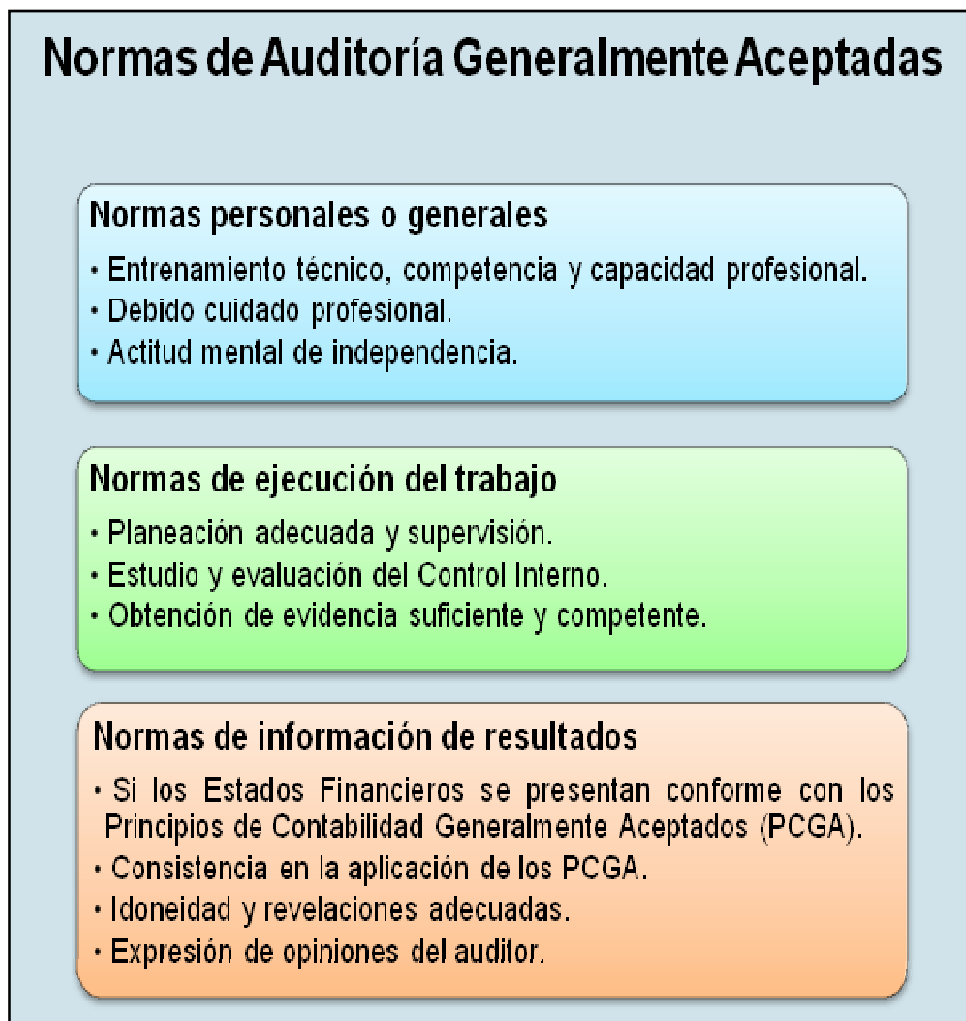 Normas de Auditoría Generalmente Aceptadas
Normas personales o generales
• Entrenamiento técnico, competencia y capacidad profesional.
• Debido cuidado profesional.
• Actitud mental de independencia.
Normas de ejecución del trabajo
• Planeación adecuada y supervisión.
• Estudio y evaluación del Control Interno.
• Obtención de evidencia suficiente y competente.
Normas de información de resultados
• Si los Estados Financieros se presentan conforme con los
Principios de Contabilidad Generalmente Aceptados (PCGA).
• Consistencia en la aplicación de los PCGA.
• Idoneidad y revelaciones adecuadas.
• Expresión de opiniones del auditor.